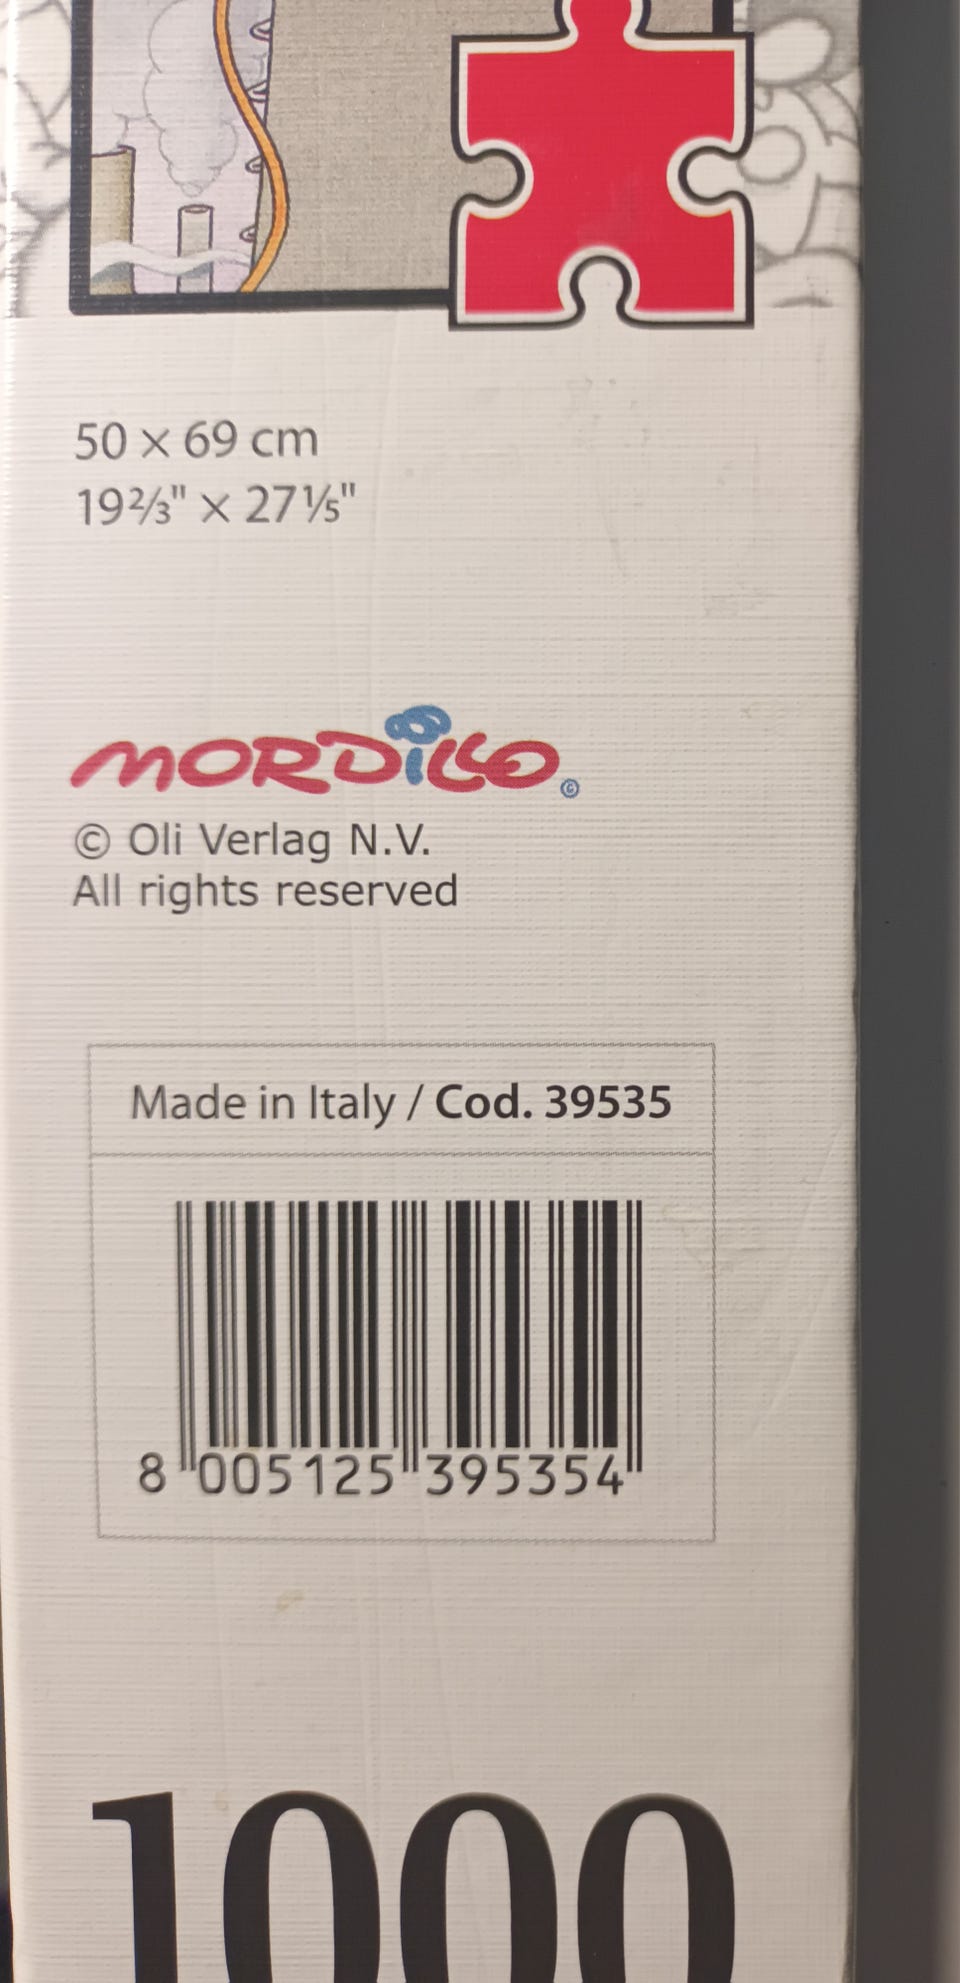 50 × 69 cm
19⅔" × 27⅕"
MORDiLLO©
© Oli Verlag N.V.
All rights reserved
Made in Italy / Cod. 39535
8 005125 395354
1000